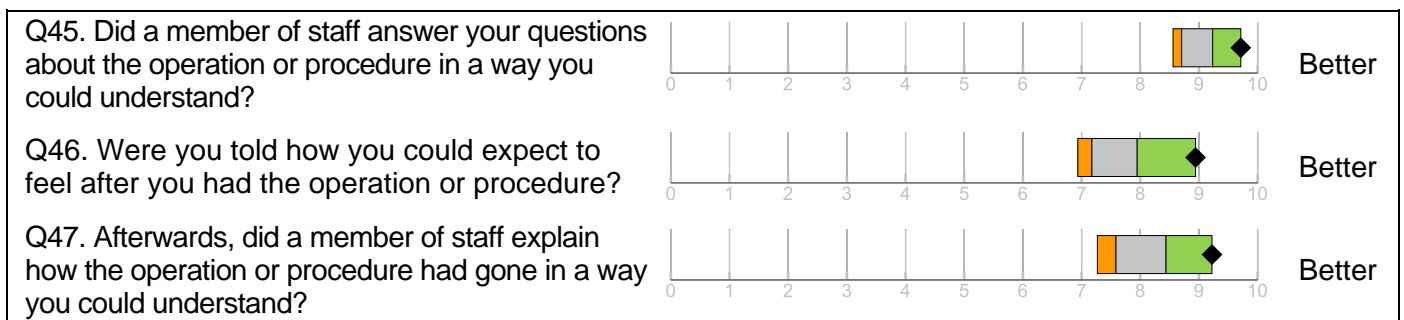 Q45. Did a member of staff answer your questions
about the operation or procedure in a way you
could understand?
0 1 2 3 4 5 6 7 8 9 10
Better
Q46. Were you told how you could expect to
feel after you had the operation or procedure?
0 1 2 3 4 5 6 7 8 9 10
Better
Q47. Afterwards, did a member of staff explain
how the operation or procedure had gone in a way
you could understand?
0 1 2 3 4 5 6 7 8 9 10
Better